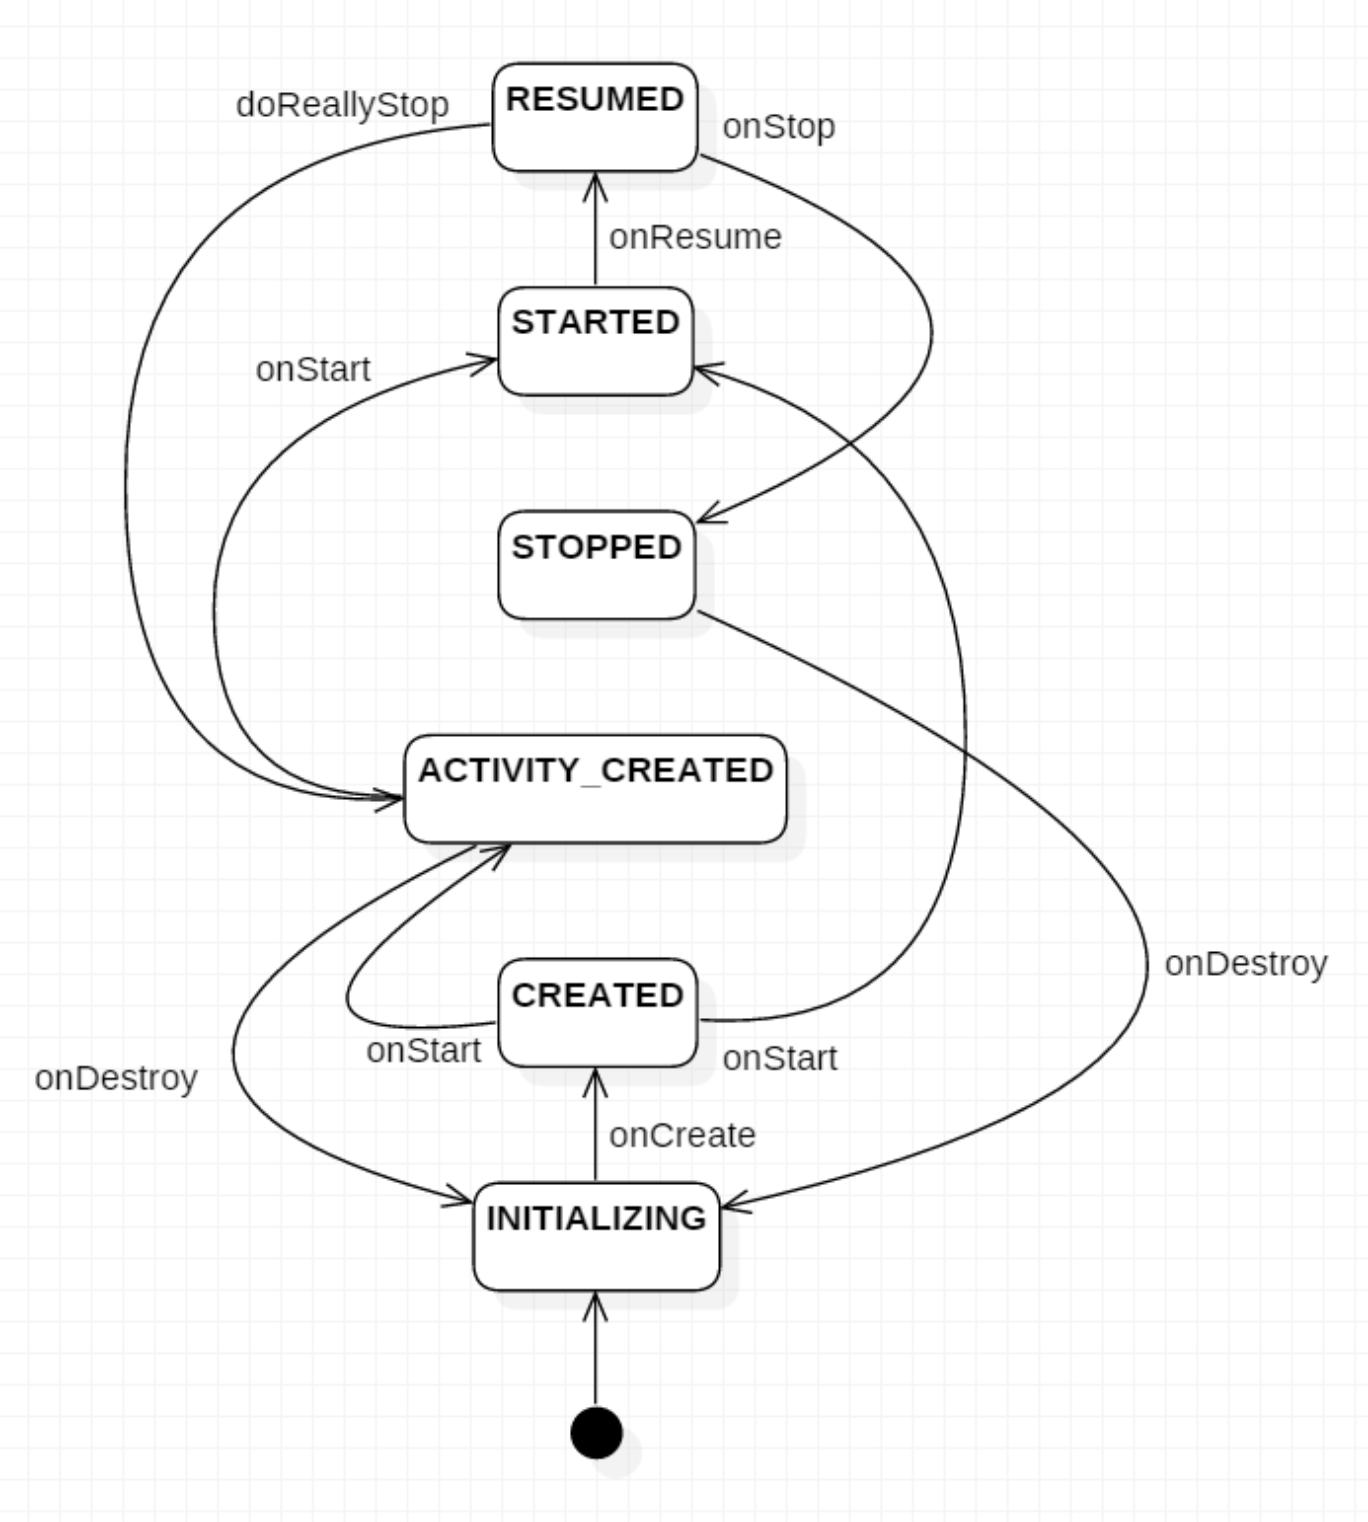 doReallyStop
RESUMED
onStop
onResume
STARTED
onStart
STOPPED
ACTIVITY_CREATED
onDestroy
CREATED
onStart
onStart
onDestroy
onCreate
INITIALIZING